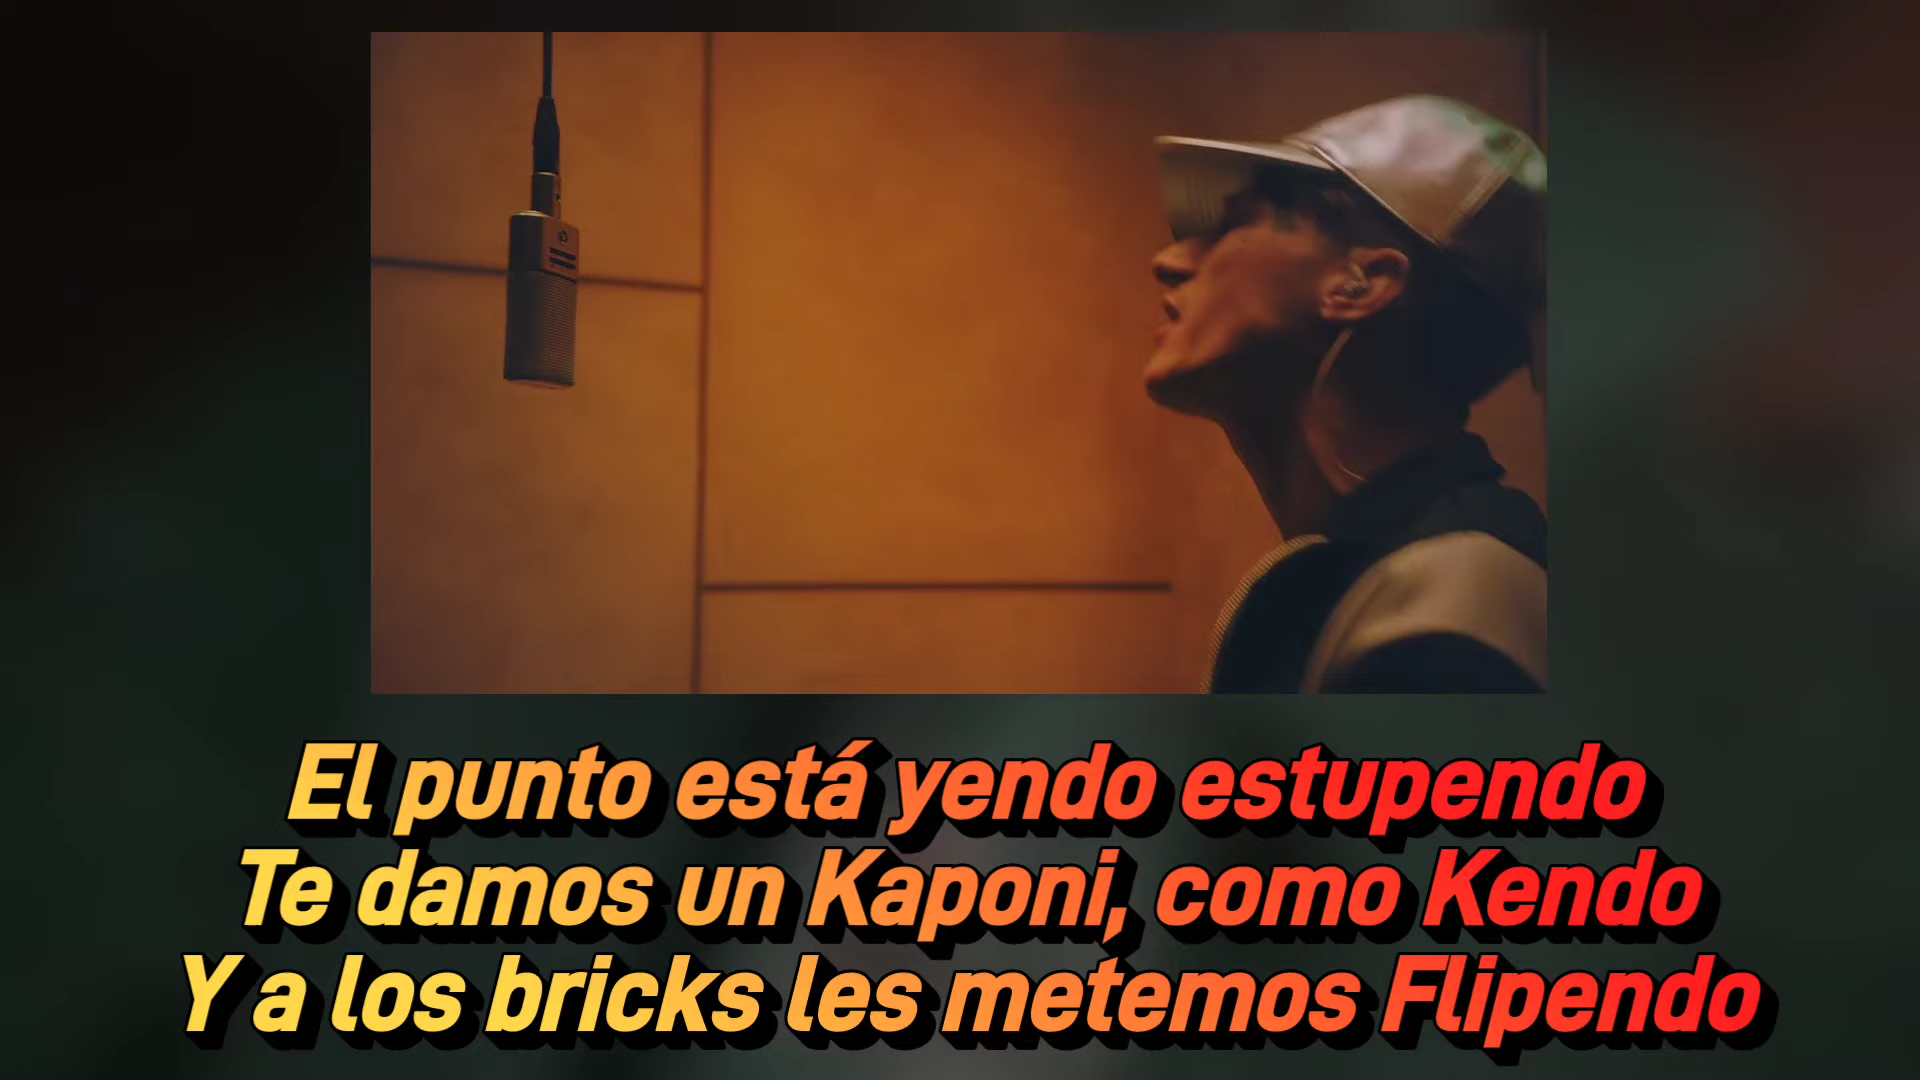 El punto está yendo estupendo
Te damos un Kaponi, como Kendo
Y a los bricks les metemos Flipendo